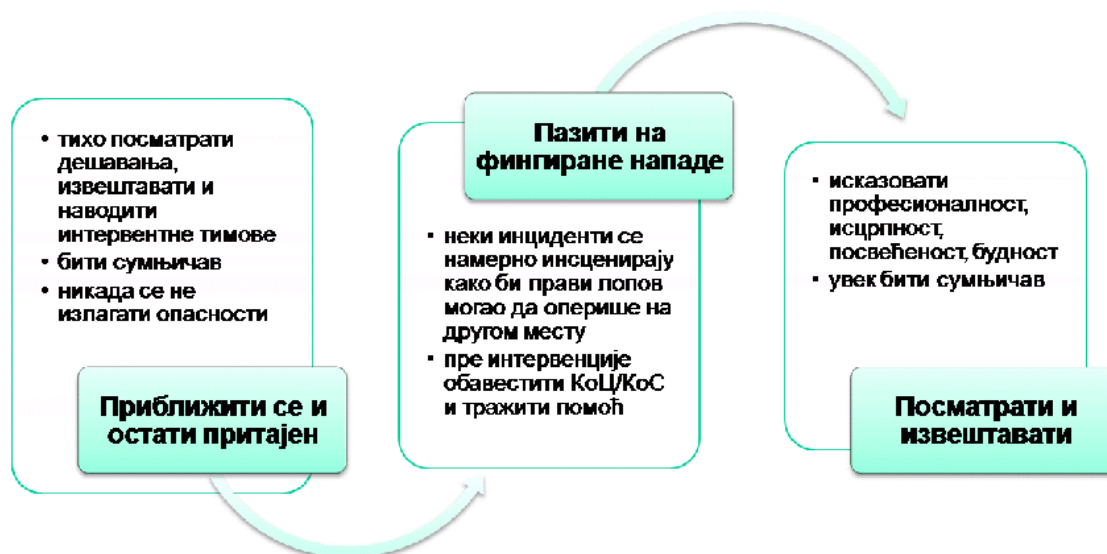 • тихо посматрати
дешавања,
извештавати и
наводити
интервентне тимове
• бити сумњичав
• никада се не
излагати опасности
Приближити се и
остати притајен
Пазити на
фингиране нападе
• неки инциденти се
намерно инсценирају
како би прави лопов
могао да оперише на
другом месту
• пре интервенције
обавестити КоЦ/КоС
и тражити помоћ
• исказовати
професионалност,
исцрпност,
посвећеност, будност
• увек бити сумњичав
Посматрати и
извештавати